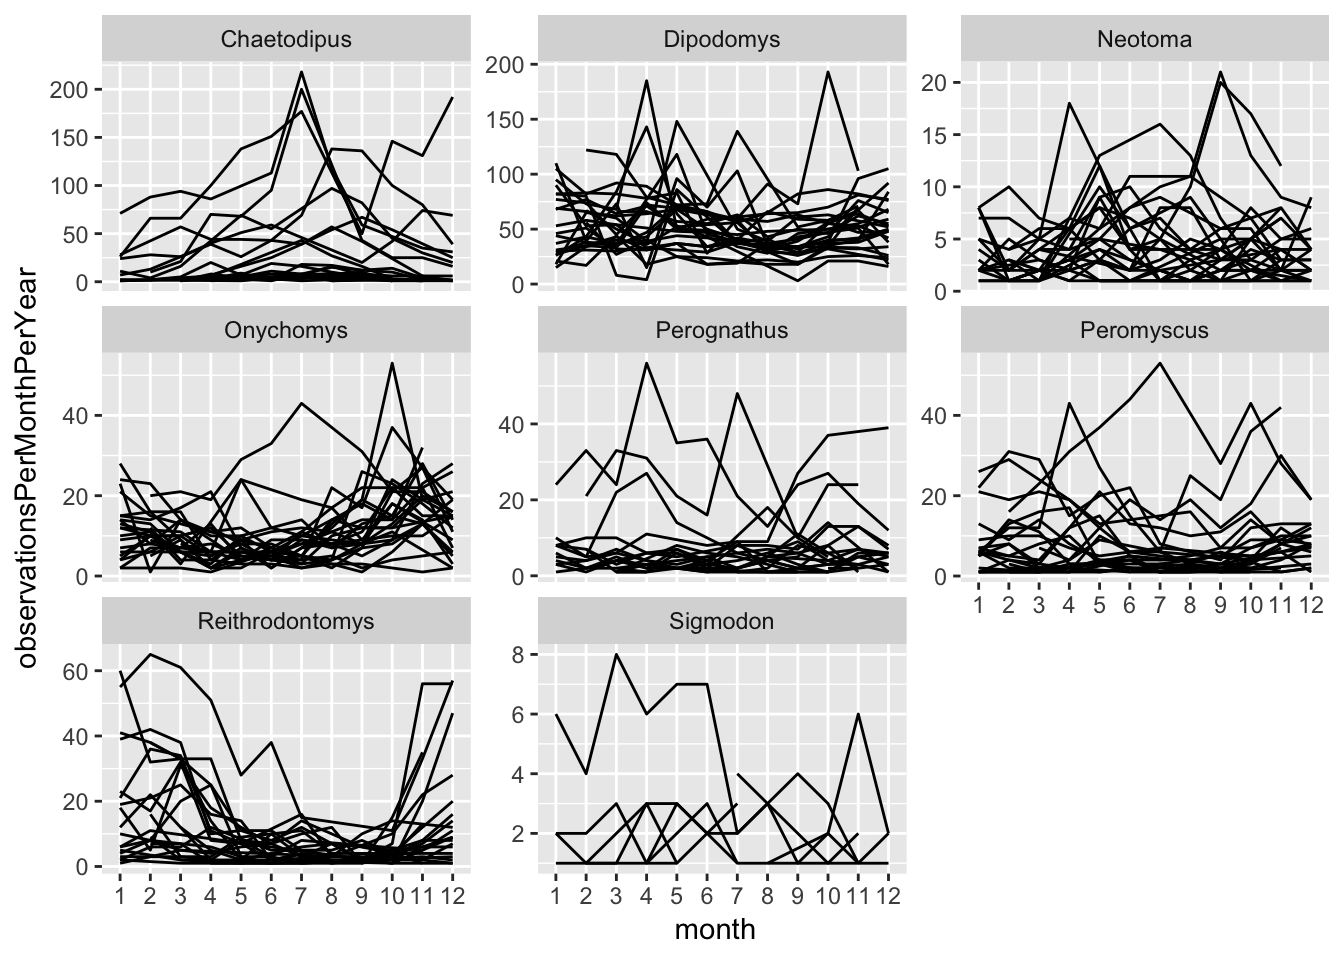 observationsPerMonthPerYear
Chaetodipus
Dipodomys
Neotoma
200
150
100
50
0
200
150
100
50
0
20
15
10
5
0
Onychomys
Perognathus
Peromyscus
40
20
0
40
20
0
40
20
0
1 2 3 4 5 6 7 8 9 10 11 12
Reithrodontomys
Sigmodon
60
40
20
0
8
6
4
2
1 2 3 4 5 6 7 8 9 10 11 12
1 2 3 4 5 6 7 8 9 10 11 12
month